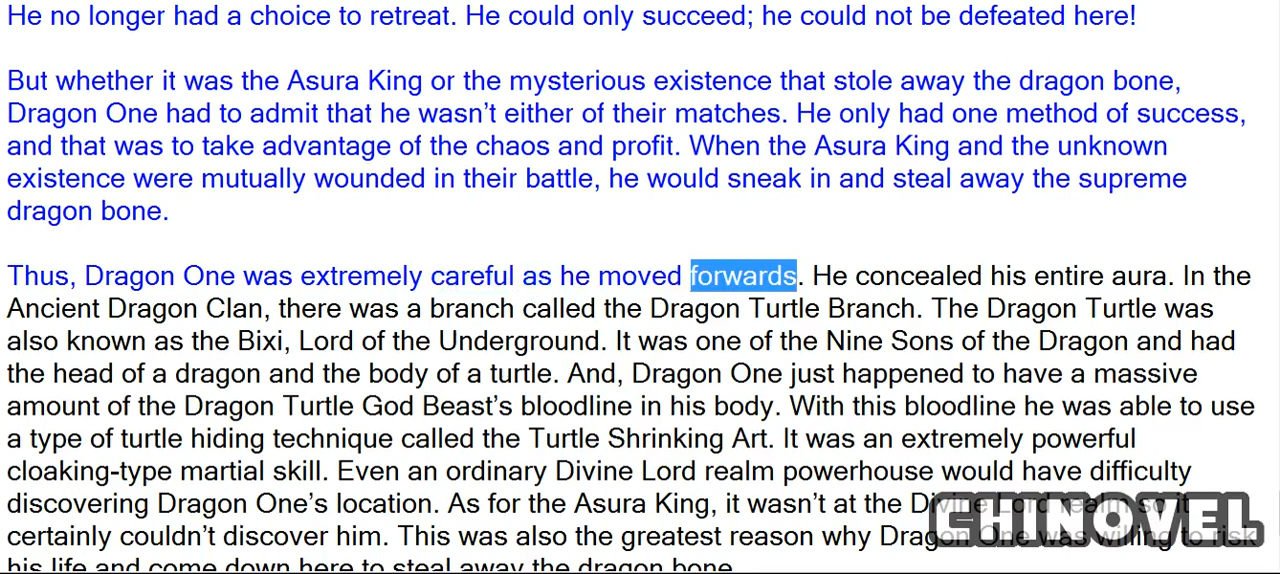 He no longer had a choice to retreat. He could only succeed; he could not be defeated here!
But whether it was the Asura King or the mysterious existence that stole away the dragon bone,
Dragon One had to admit that he wasn't either of their matches. He only had one method of success,
and that was to take advantage of the chaos and profit. When the Asura King and the unknown
existence were mutually wounded in their battle, he would sneak in and steal away the supreme
dragon bone.
Thus, Dragon One was extremely careful as he moved forwards. He concealed his entire aura. In the
Ancient Dragon Clan, there was a branch called the Dragon Turtle Branch. The Dragon Turtle was
also known as the Bixi, Lord of the Underground. It was one of the Nine Sons of the Dragon and had
the head of a dragon and the body of a turtle. And, Dragon One just happened to have a massive
amount of the Dragon Turtle God Beast's bloodline in his body. With this bloodline he was able to use
a type of turtle hiding technique called the Turtle Shrinking Art. It was an extremely powerful
cloaking-type martial skill. Even an ordinary Divine Lord realm powerhouse would have difficulty
discovering Dragon One's location. As for the Asura King, it wasn't at the Divine Lord realm so it
certainly couldn't discover him. This was also the greatest reason why Dragon One was willing to risk
his life and come down here to steal away the dragon bone.
CHINOVEL